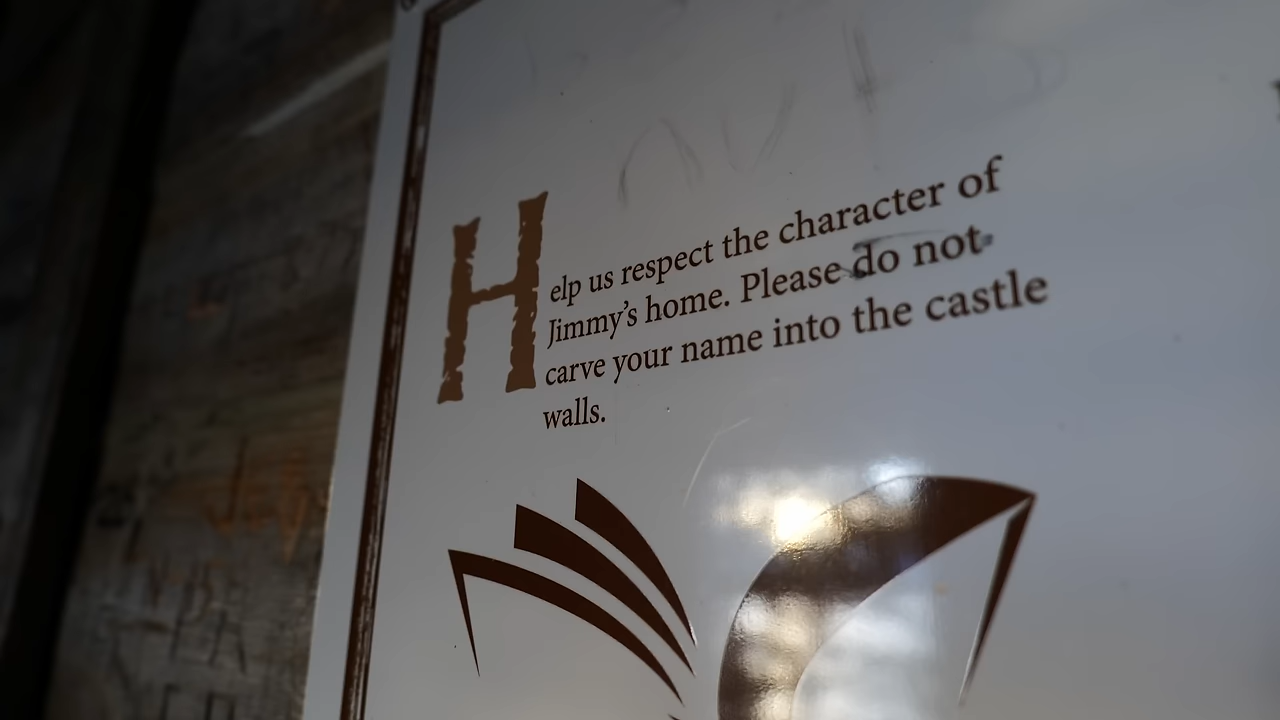 Help us respect the character of
Jimmy's home. Please do not
carve your name into the castle
walls.